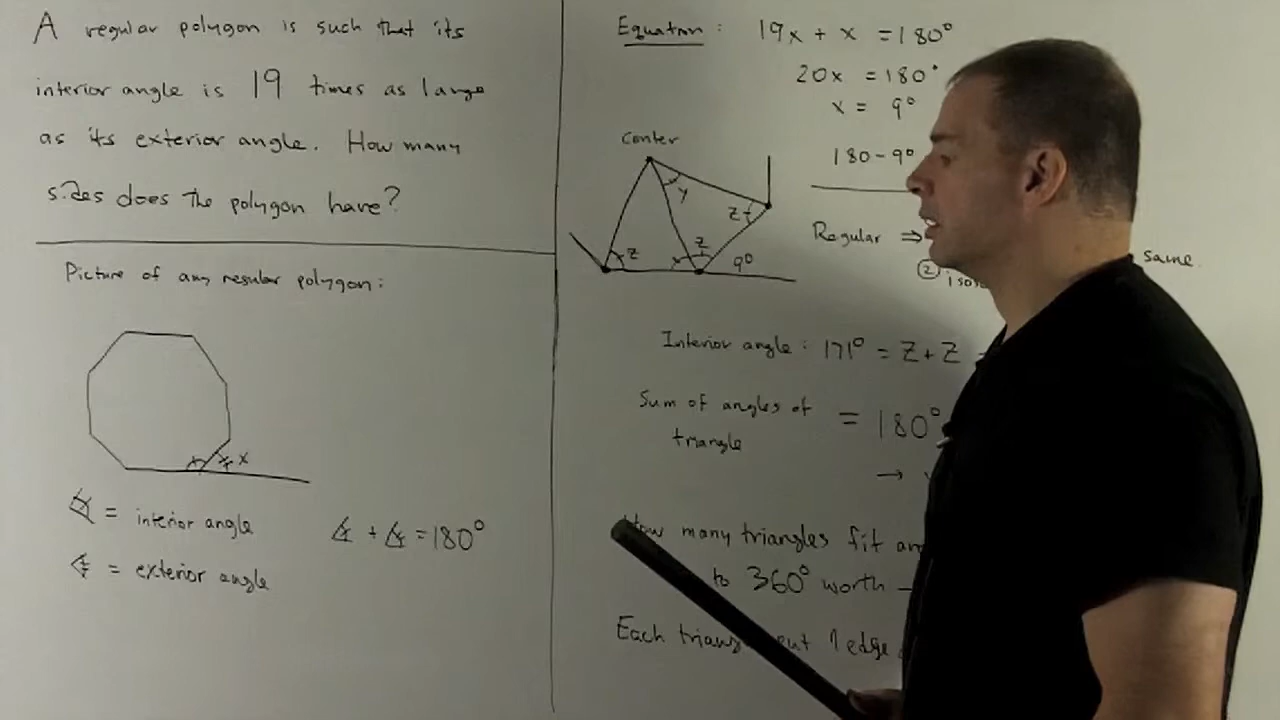 A regular polygon is such that its
interior angle is 19 times as large
as its exterior angle. How many
sides does the polygon have?
Picture of any regular polygon:
x
∡ = interior angle
∡ = exterior angle
∡ + ∡ = 180°
Equation: 19x + x = 180°
20x = 180°
x = 9°
180 - 9°
center
y
z
z
z
9°
Regular ⇒
② same.
Interior angle: 171° = z + z
Sum of angles of
triangle = 180°
→
How many triangles fit
to 360° worth
Each 1 edge